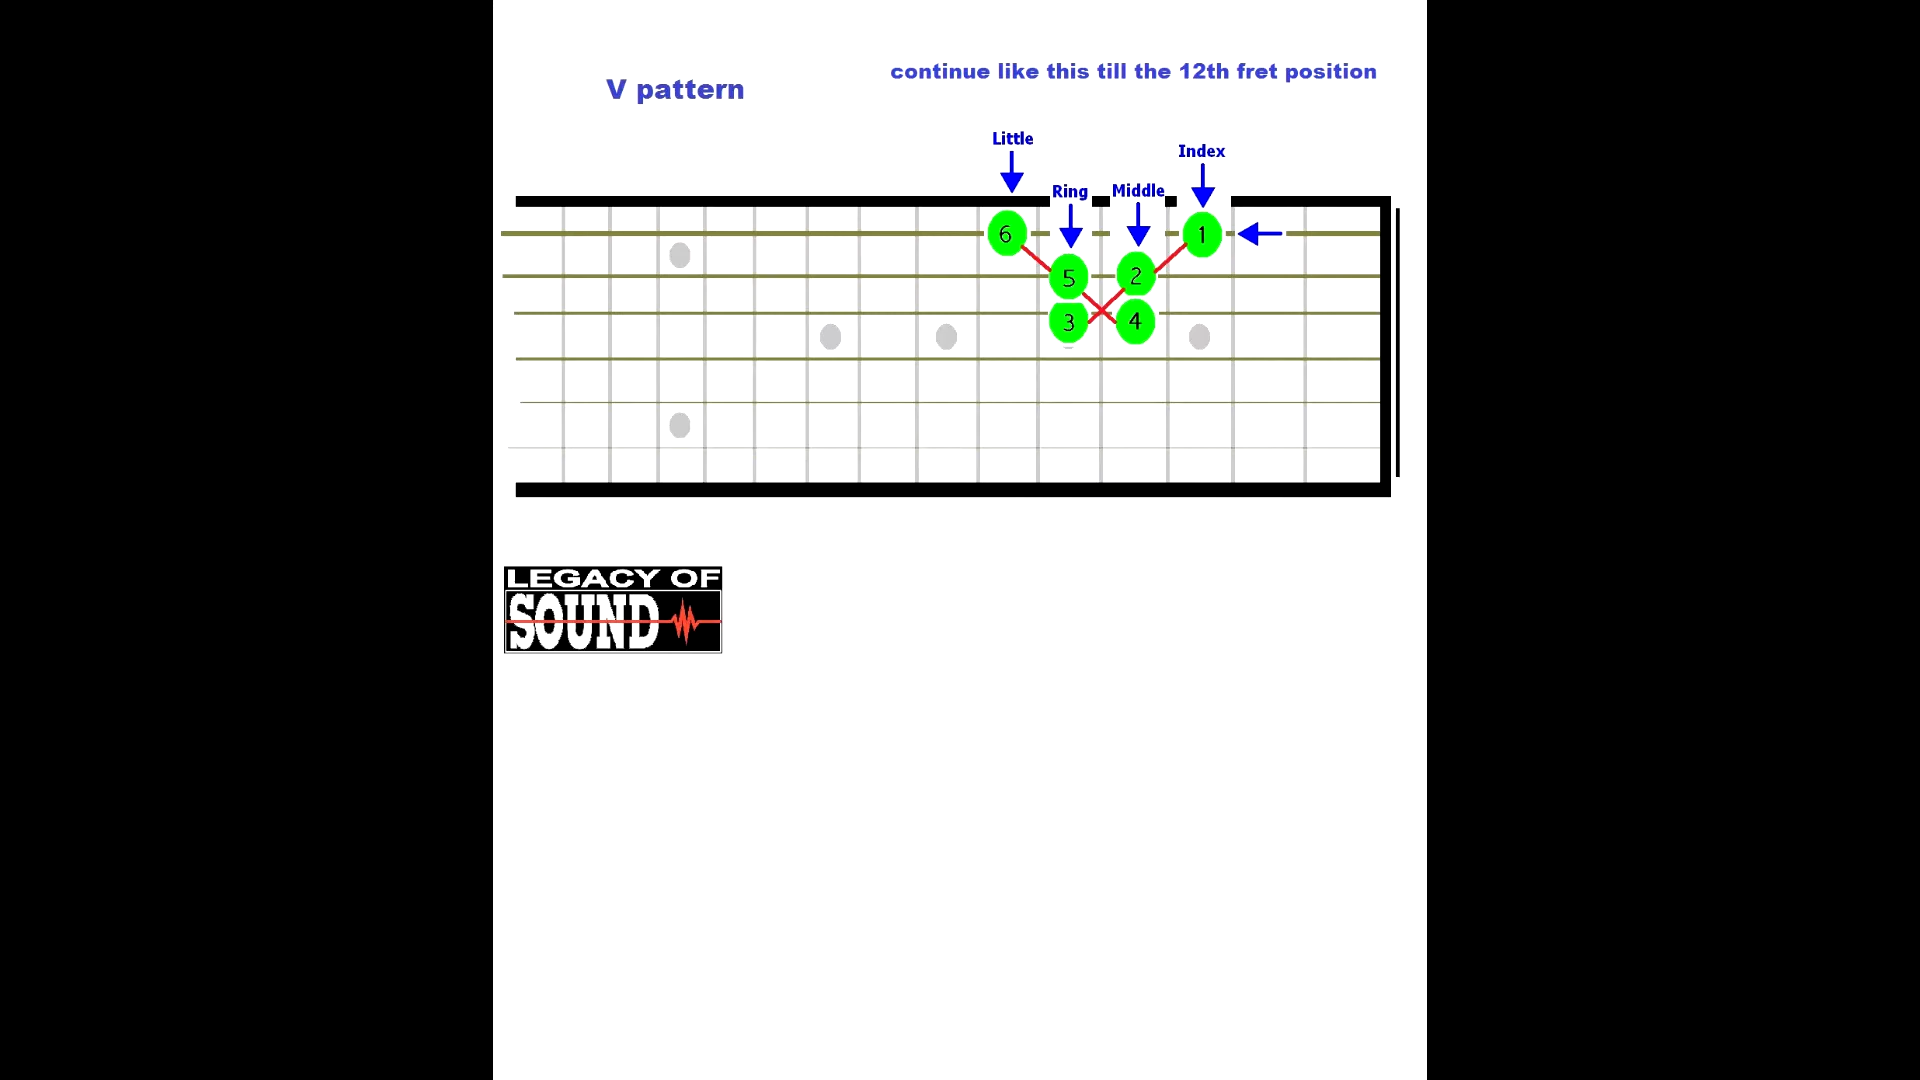 V pattern
continue like this till the 12th fret position
Little
Index
Ring
Middle
6
1
5
2
3
4
LEGACY OF
SOUND